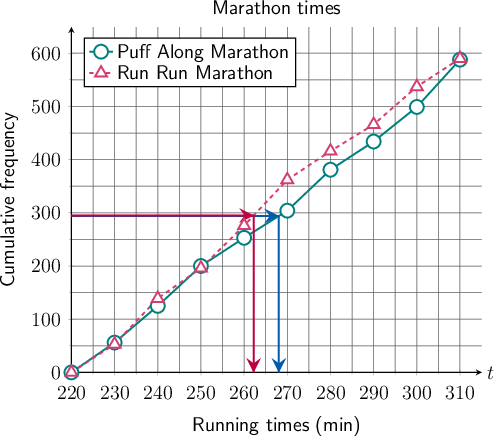 Marathon times
Puff Along Marathon
Run Run Marathon
Cumulative frequency
600
500
400
300
200
100
0
220 230 240 250 260 270 280 290 300 310
t
Running times (min)